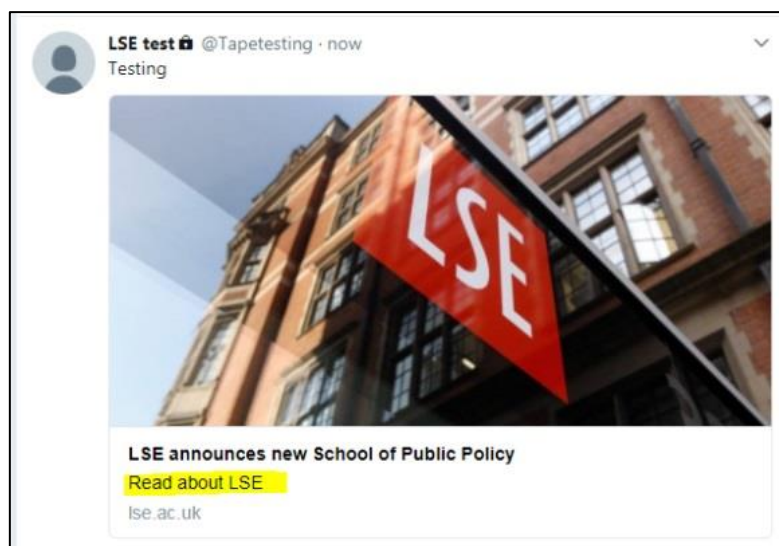 LSE test @Tapetesting · now
Testing
LSE
LSE announces new School of Public Policy
Read about LSE
lse.ac.uk